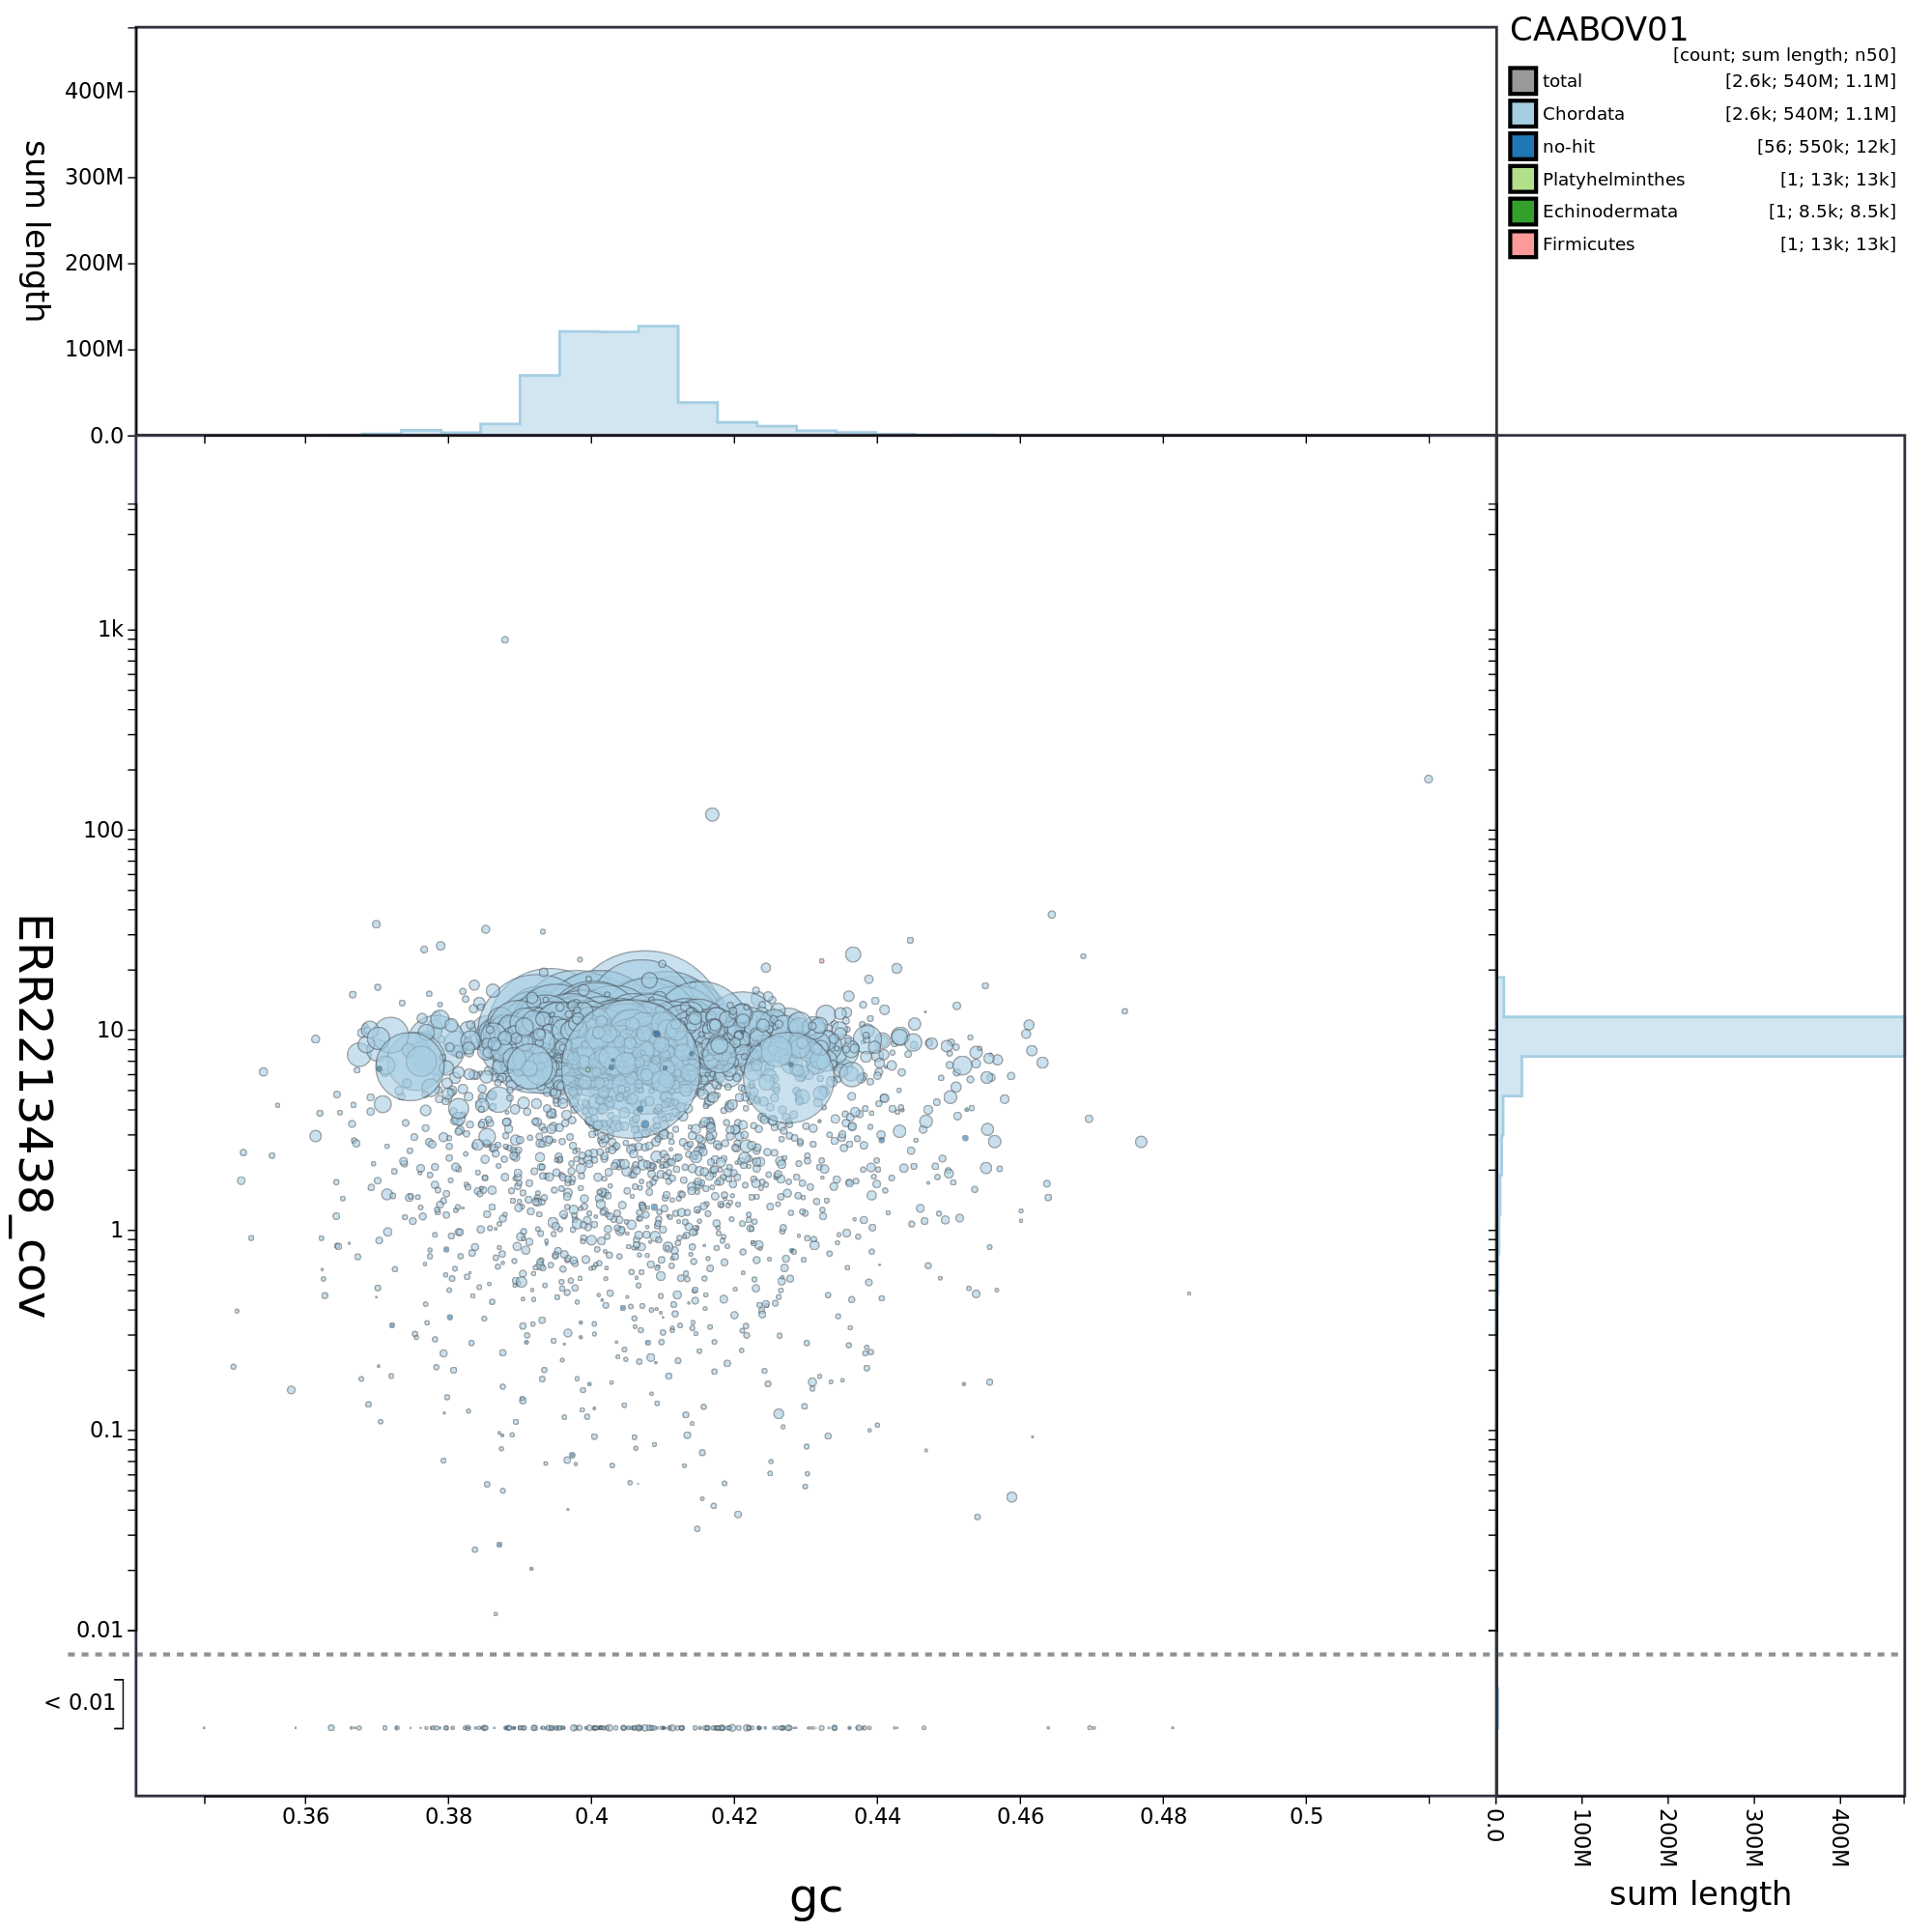 CAABOV01
[count; sum length; n50]
total [2.6k; 540M; 1.1M]
Chordata [2.6k; 540M; 1.1M]
no-hit [56; 550k; 12k]
Platyhelminthes [1; 13k; 13k]
Echinodermata [1; 8.5k; 8.5k]
Firmicutes [1; 13k; 13k]
sum length
400M
300M
200M
100M
0.0
ERR2213438_cov
1k
100
10
1
0.1
0.01
< 0.01
0.36 0.38 0.4 0.42 0.44 0.46 0.48 0.5
gc
0.0 100M 200M 300M 400M
sum length